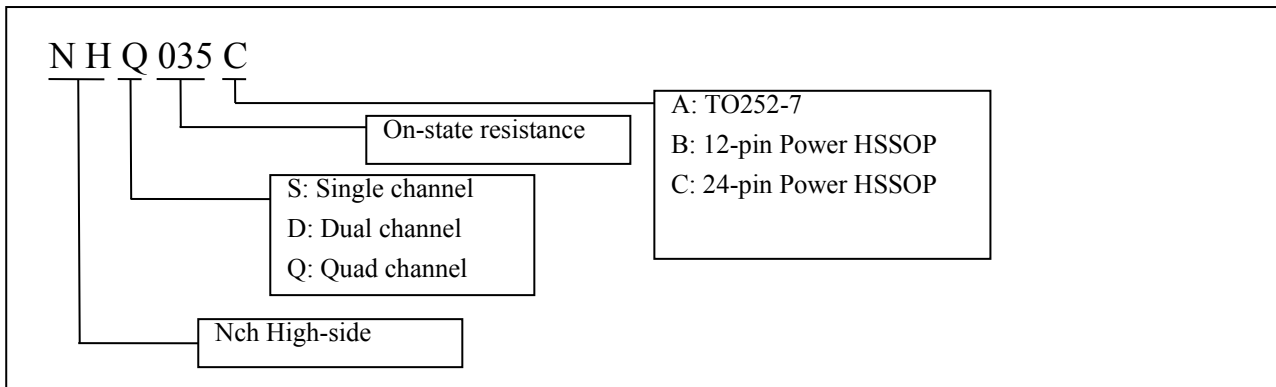 N H Q 035 C
A: TO252-7
B: 12-pin Power HSSOP
C: 24-pin Power HSSOP
On-state resistance
S: Single channel
D: Dual channel
Q: Quad channel
Nch High-side